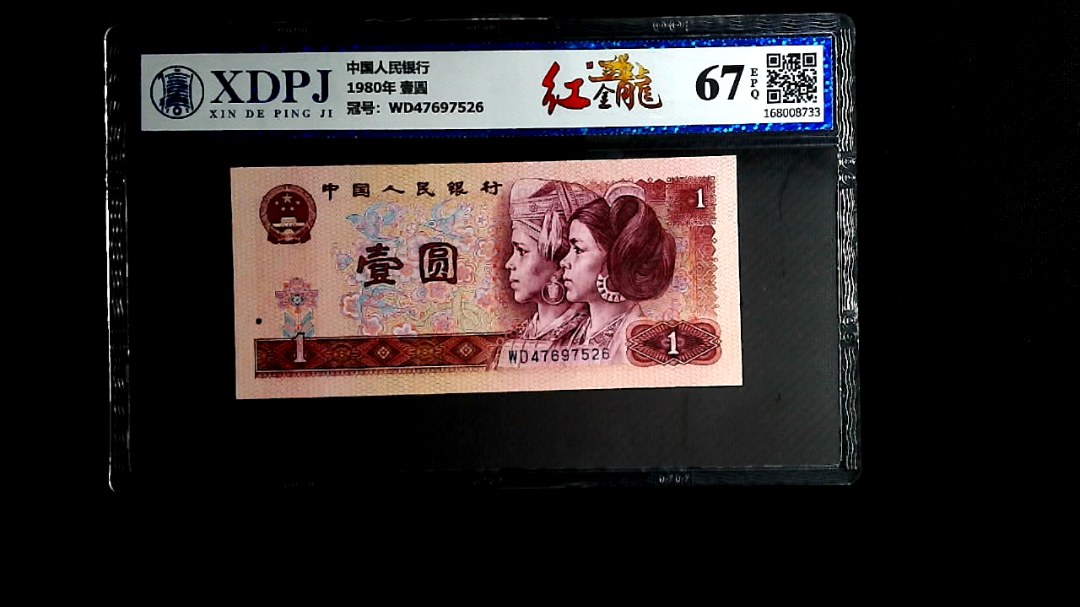 XDPJ
XIN DE PING JI
中国人民银行
1980年 壹圆
冠号: WD47697526
红金龍
67
EPQ
168008733
中国人民银行
1
壹圆
1
WD47697526
1